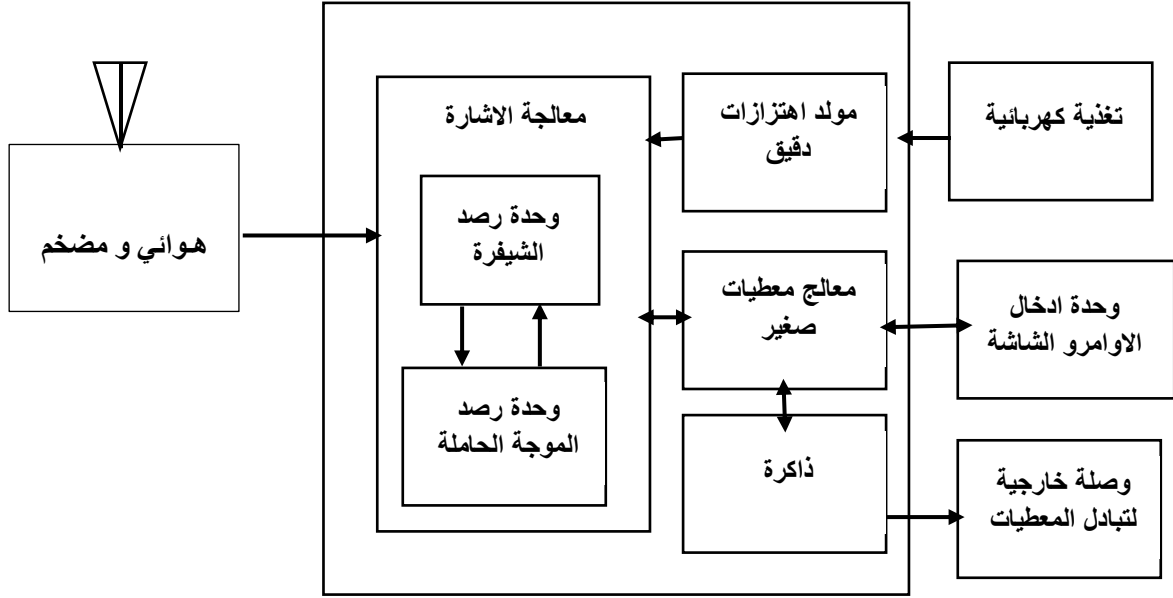 معالجة الاشارة
مولد اهتزازات
دقيق
تغذية كهربائية
وحدة رصد
الشيفرة
هوائي و مضخم
معالج معطيات
صغير
وحدة ادخال
الاوامرو الشاشة
وحدة رصد
الموجة الحاملة
ذاكرة
وصلة خارجية
لتبادل المعطيات